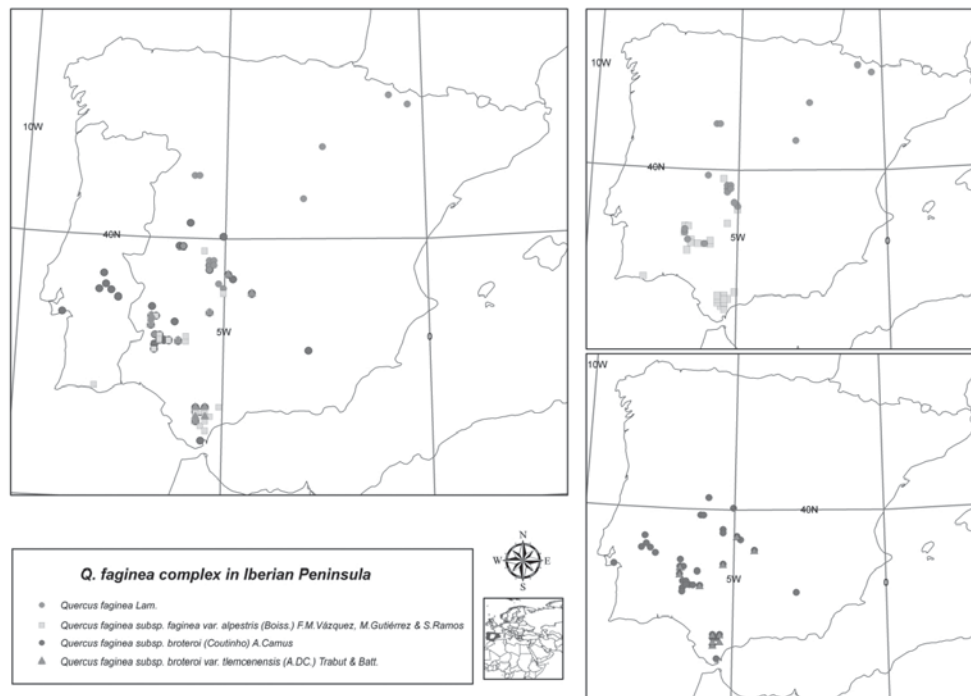 10W
40N
5W
0
10W
40N
5W
0
10W
40N
5W
0
Q. faginea complex in Iberian Peninsula
Quercus faginea Lam.
Quercus faginea subsp. faginea var. alpestris (Boiss.) F.M.Vázquez, M.Gutiérrez & S.Ramos
Quercus faginea subsp. broteroi (Coutinho) A.Camus
Quercus faginea subsp. broteroi var. tlemcenensis (A.DC.) Trabut & Batt.
N
W E
S